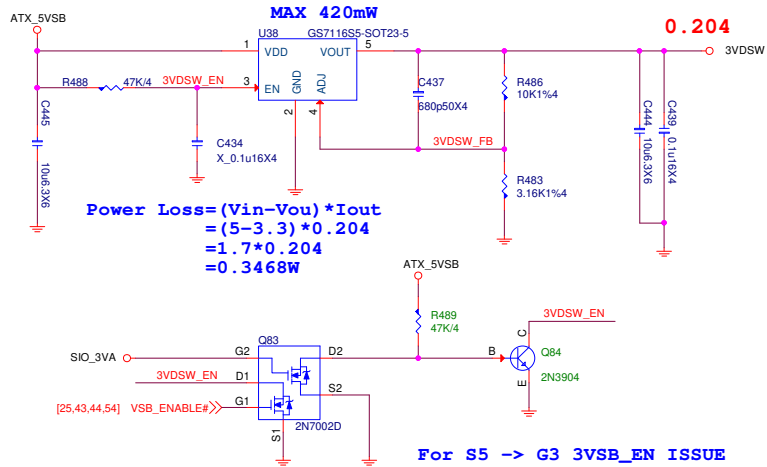 MAX 420mW
ATX_5VSB
U38 GS7116S5-SOT23-5
0.204
1 VDD VOUT 5
3VDSW
R488 47K/4 3VDSW_EN 3 EN GND ADJ
2 4
C437
680p50X4
R486
10K1%4
C445
10u6.3X6
C434
X_0.1u16X4
3VDSW_FB
R483
3.16K1%4
C444
10u6.3X6
C439
0.1u16X4
Power Loss=(Vin-Vou)*Iout
=(5-3.3)*0.204
=1.7*0.204
=0.3468W
ATX_5VSB
R489
47K/4
3VDSW_EN
Q83
SIO_3VA G2 D2
B C E
Q84
2N3904
3VDSW_EN D1 S2
[25,43,44,54] VSB_ENABLE# G1
S1
2N7002D
For S5 -> G3 3VSB_EN ISSUE